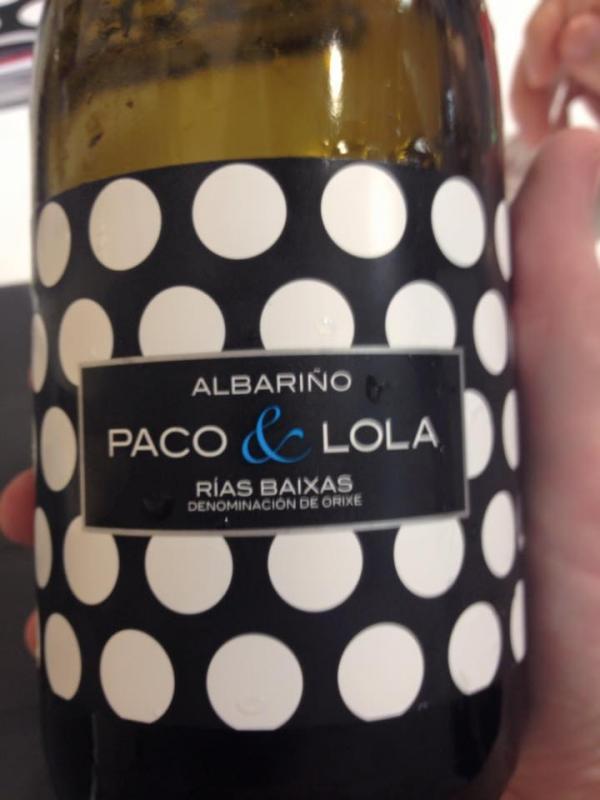 ALBARIÑO
PACO & LOLA
RÍAS BAIXAS
DENOMINACIÓN DE ORIXE